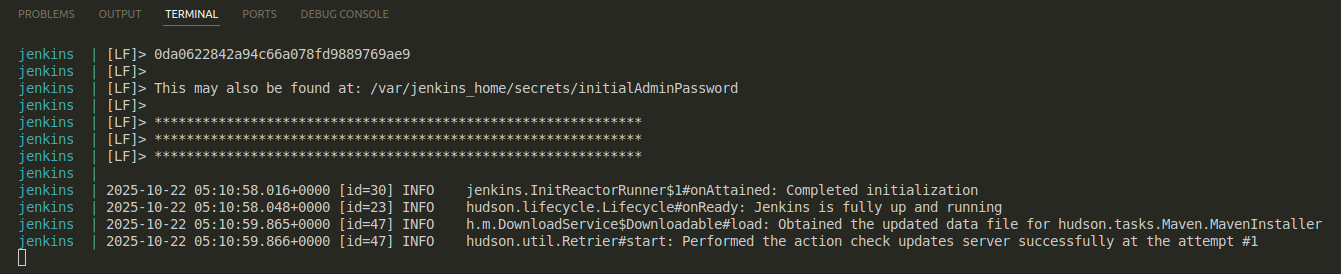 PROBLEMS OUTPUT TERMINAL PORTS DEBUG CONSOLE
jenkins | [LF]> 0da0622842a94c66a078fd9889769ae9
jenkins | [LF]>
jenkins | [LF]> This may also be found at: /var/jenkins_home/secrets/initialAdminPassword
jenkins | [LF]>
jenkins | [LF]> *************************************************************
jenkins | [LF]> *************************************************************
jenkins | [LF]> *************************************************************
jenkins |
jenkins | 2025-10-22 05:10:58.016+0000 [id=30] INFO jenkins.InitReactorRunner$1#onAttained: Completed initialization
jenkins | 2025-10-22 05:10:58.048+0000 [id=23] INFO hudson.lifecycle.Lifecycle#onReady: Jenkins is fully up and running
jenkins | 2025-10-22 05:10:59.865+0000 [id=47] INFO h.m.DownloadService$Downloadable#load: Obtained the updated data file for hudson.tasks.Maven.MavenInstaller
jenkins | 2025-10-22 05:10:59.866+0000 [id=47] INFO hudson.util.Retrier#start: Performed the action check updates server successfully at the attempt #1